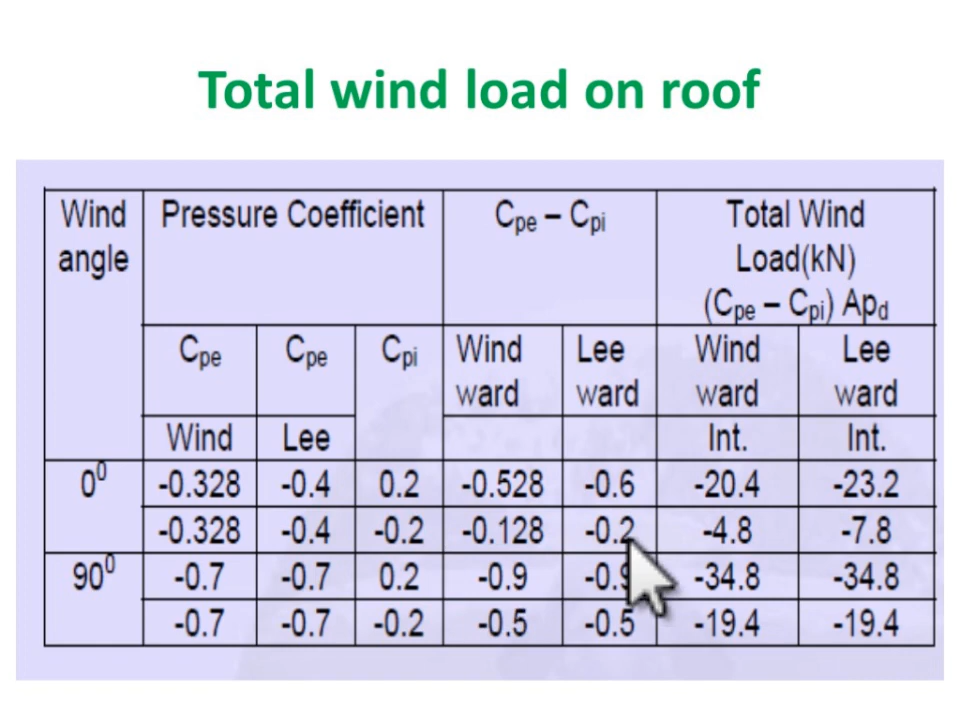 Total wind load on roof
Wind angle Pressure Coefficient Cpe – Cpi Total Wind Load(kN) (Cpe – Cpi) Apd
Cpe Cpe Cpi Wind ward Lee ward Wind ward Lee ward
Wind Lee Int. Int.
0⁰ -0.328 -0.4 0.2 -0.528 -0.6 -20.4 -23.2
-0.328 -0.4 -0.2 -0.128 -0.2 -4.8 -7.8
90⁰ -0.7 -0.7 0.2 -0.9 -0.9 -34.8 -34.8
-0.7 -0.7 -0.2 -0.5 -0.5 -19.4 -19.4